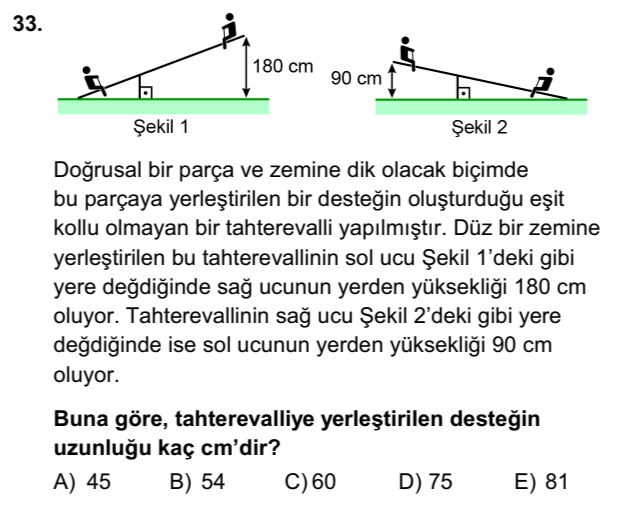 33.
180 cm
90 cm
Şekil 1
Şekil 2
Doğrusal bir parça ve zemine dik olacak biçimde
bu parçaya yerleştirilen bir desteğin oluşturduğu eşit
kollu olmayan bir tahterevalli yapılmıştır. Düz bir zemine
yerleştirilen bu tahterevallinin sol ucu Şekil 1’deki gibi
yere değdiğinde sağ ucunun yerden yüksekliği 180 cm
oluyor. Tahterevallinin sağ ucu Şekil 2’deki gibi yere
değdiğinde ise sol ucunun yerden yüksekliği 90 cm
oluyor.
Buna göre, tahterevalliye yerleştirilen desteğin
uzunluğu kaç cm’dir?
A) 45 B) 54 C) 60 D) 75 E) 81